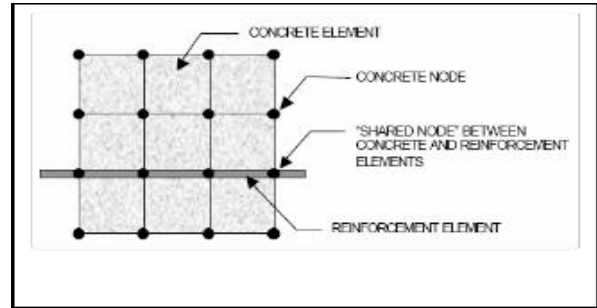 CONCRETE ELEMENT
CONCRETE NODE
"SHARED NODE" BETWEEN
CONCRETE AND REINFORCEMENT
ELEMENTS
REINFORCEMENT ELEMENT